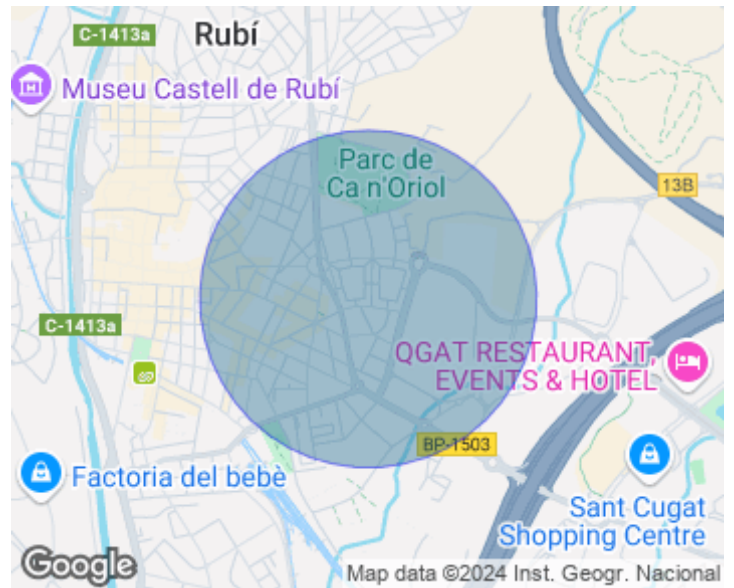 C-1413a
Rubí
Museu Castell de Rubí
Parc de
Ca n'Oriol
13B
C-1413a
QGAT RESTAURANT,
EVENTS & HOTEL
BP-1503
Factoria del bebè
Sant Cugat
Shopping Centre
Google
Map data ©2024 Inst. Geogr. Nacional